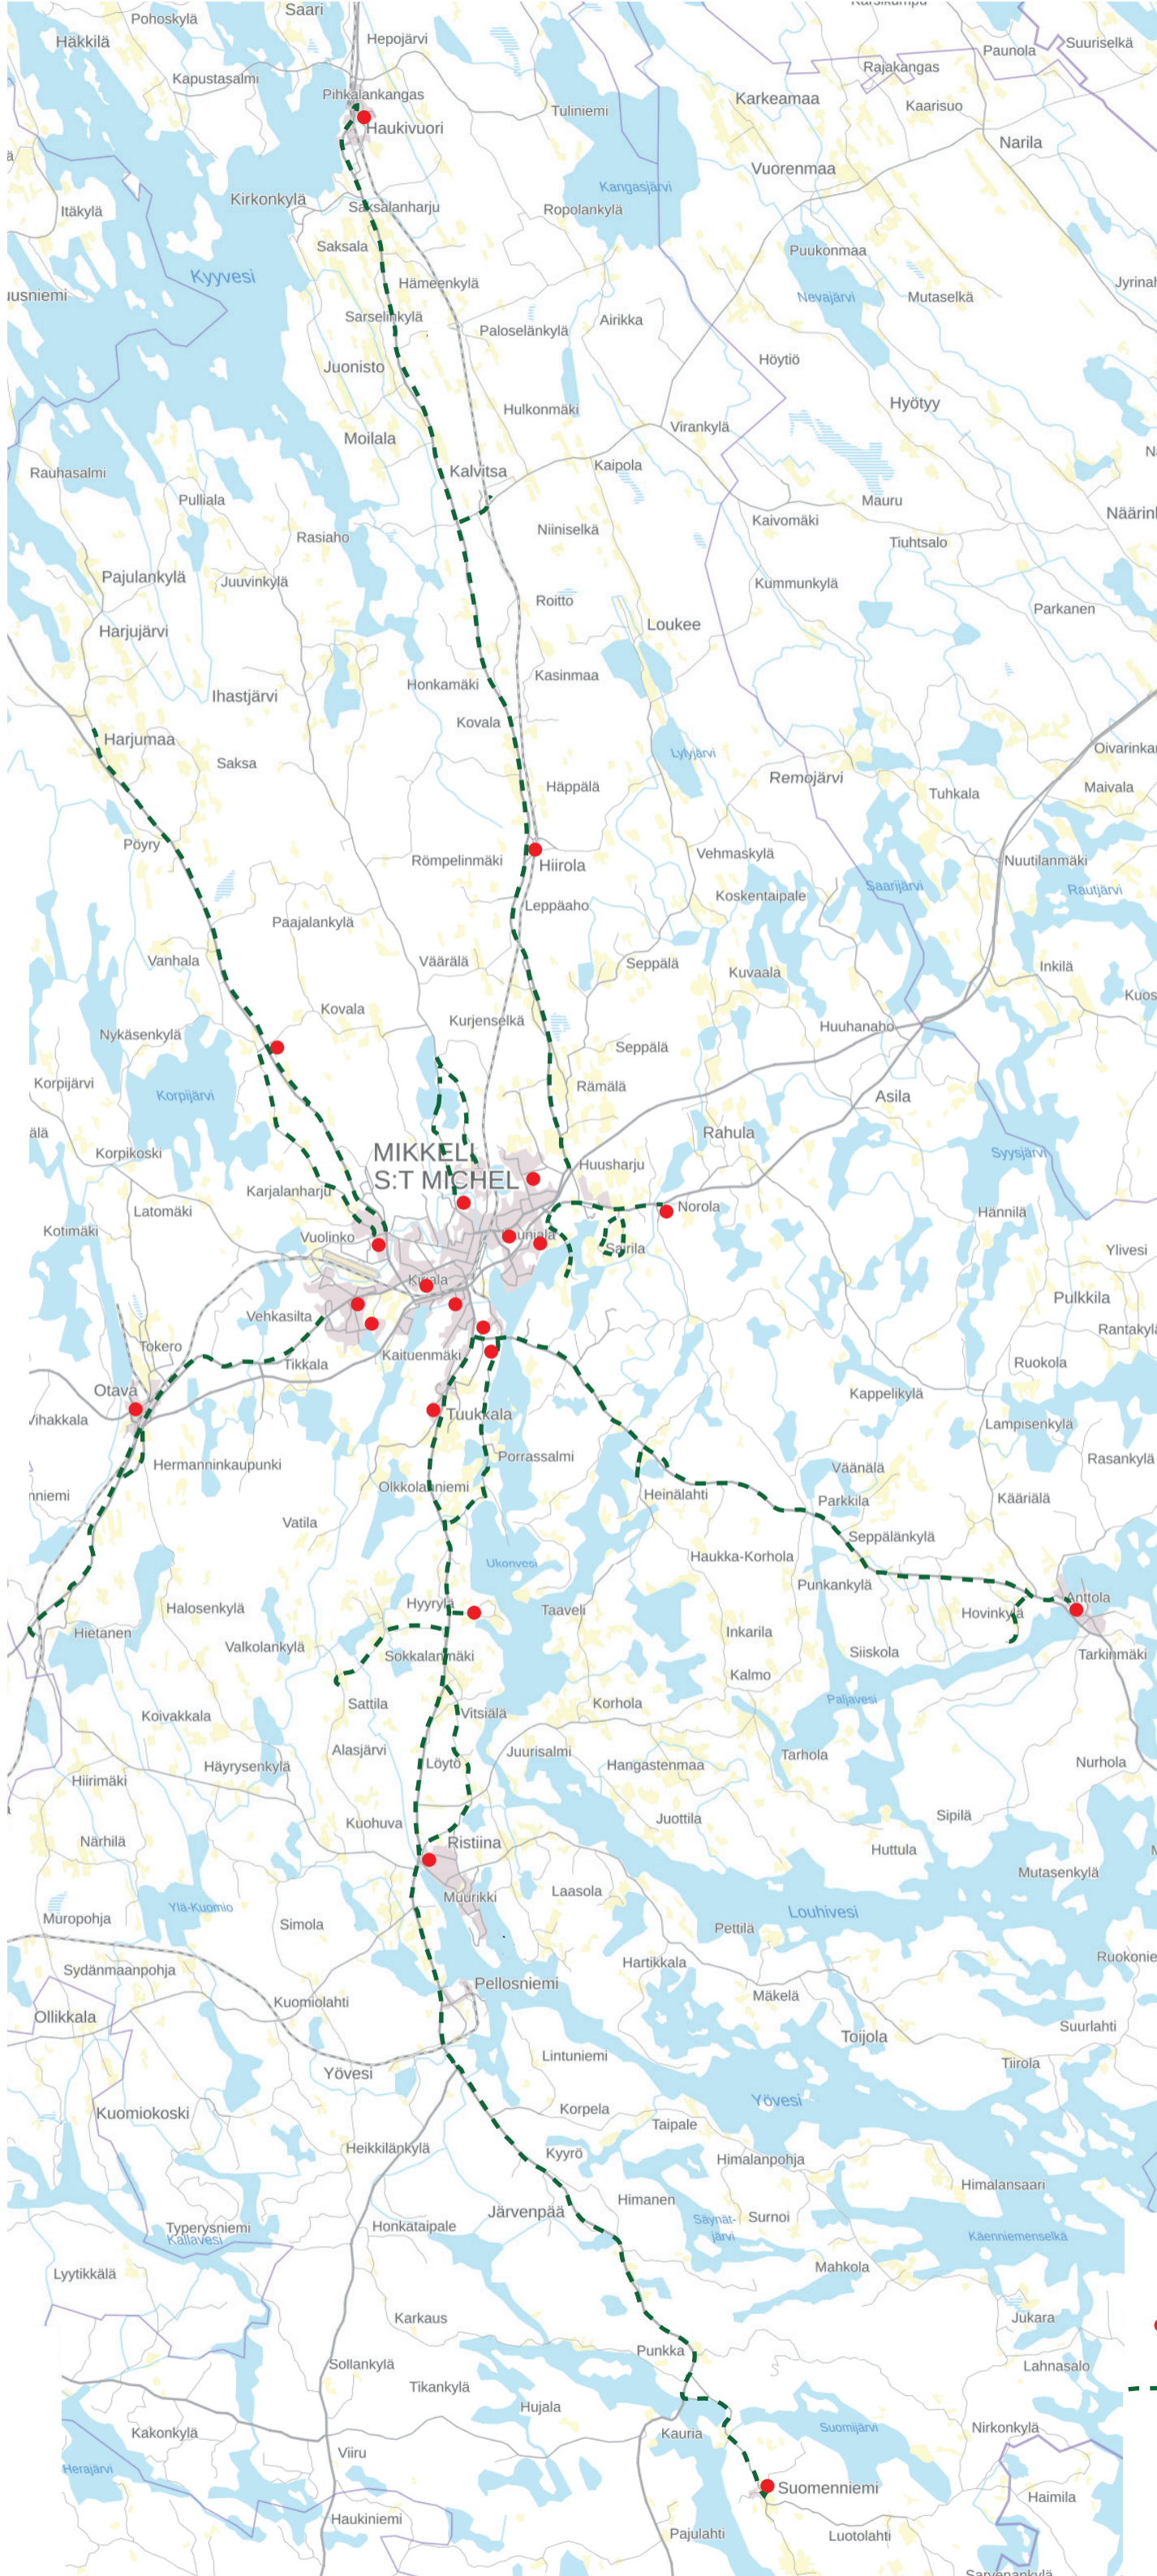 Saari
Pohoskylä
Häkkilä
Hepojärvi
Suuriselkä
Paunola
Rajakangas
Kapustasalmi
Pihkalankangas
Karkeamaa
Kaarisuo
Tuliniemi
Haukivuori
Narila
Vuorenmaa
Kangasjärvi
Kirkonkylä
Itäkylä
Saksalanharju
Ropolankylä
Saksala
Puukonmaa
Kyyvesi
Hämeenkylä
uusniemi
Nevajärvi
Mutaselkä
Sarselinkylä
Airikka
Paloselänkylä
Juonisto
Höytiö
Hulkonmäki
Hyötyy
Virankylä
Moilala
Kalvitsa
Kaipola
Rauhasalmi
Pulliala
Mauru
Kaivomäki
Niiniselkä
Rasiaho
Tiuhtsalo
Pajulankylä
Juuvinkylä
Kummunkylä
Roitto
Parkanen
Harjujärvi
Loukee
Kasinmaa
Honkamäki
Ihastjärvi
Kovala
Harjumaa
Oivarinkai
Lylyjärvi
Saksa
Remojärvi
Häppälä
Tuhkala
Maivala
Pöyry
Vehmaskylä
Römpelinmäki
Hiirola
Nuutilanmäki
Saarijärvi
Rautjärvi
Koskentaipale
Leppäaho
Paajalankylä
Vanhala
Väärälä
Seppälä
Kuvaala
Inkilä
Kuos
Kovala
Kurjenselkä
Huuhanaho
Nykäsenkylä
Seppälä
Korpijärvi
Rämälä
Korpijärvi
Asila
älä
Rahula
Korpikoski
MIKKELI
S:T MICHEL
Syysjärvi
Huusharju
Karjalanharju
Latomäki
Norola
Hännilä
Kotimäki
Vuolinko
Sairila
Ylivesi
Pulkkila
Vehkasilta
Rantakylä
Tokero
Tikkala
Kaituenmäki
Ruokola
Otava
Kappelikylä
Vihakkala
Tuukkala
Lampisenkylä
Hermanninkaupunki
Porrassalmi
Rasankylä
Väänälä
Olkkolanniemi
nniemi
Heinälahti
Parkkila
Kääriälä
Vatila
Seppälänkylä
Ukonvesi
Haukka-Korhola
Punkankylä
Anttola
Halosenkylä
Hyyrylä
Taaveli
Hovinkylä
Hietanen
Inkarila
Valkolankylä
Sokkalanmäki
Siiskola
Tarkinmäki
Kalmo
Sattila
Korhola
Paljavesi
Koivakkala
Vitsiälä
Alasjärvi
Juurisalmi
Tarhola
Häyrysenkylä
Löytö
Hangastenmaa
Nurhola
Hiirimäki
Juottila
Sipilä
Kuohuva
Närhilä
Ristiina
Huttula
Mutasenkylä
Laasola
Muurikki
Ylä-Kuomio
Louhivesi
Muropohja
Simola
Pettilä
Ruokonie
Hartikkala
Sydänmaanpohja
Pellosniemi
Mäkelä
Kuomiolahti
Ollikkala
Suurlahti
Toijola
Lintuniemi
Tiirola
Yövesi
Yövesi
Kuomiokoski
Korpela
Taipale
Heikkilänkylä
Kyyrö
Himalanpohja
Himalansaari
Himanen
Järvenpää
Säynät-
järvi
Surnoi
Typerysniemi
Kallavesi
Honkataipale
Käenniemenselkä
Mahkola
Lyytikkälä
Jukara
Karkaus
Punkka
Sollankylä
Lahnasalo
Tikankylä
Hujala
Kakonkylä
Kauria
Suomijärvi
Nirkonkylä
Viiru
Herajärvi
Suomenniemi
Haimila
Haukiniemi
Pajulahti
Luotolahti